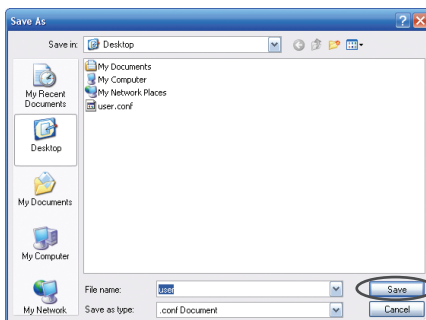 Save As
Save in: Desktop
My Documents
My Computer
My Network Places
user.conf
My Recent
Documents
Desktop
My Documents
My Computer
My Network
File name: user
Save
Save as type: .conf Document
Cancel